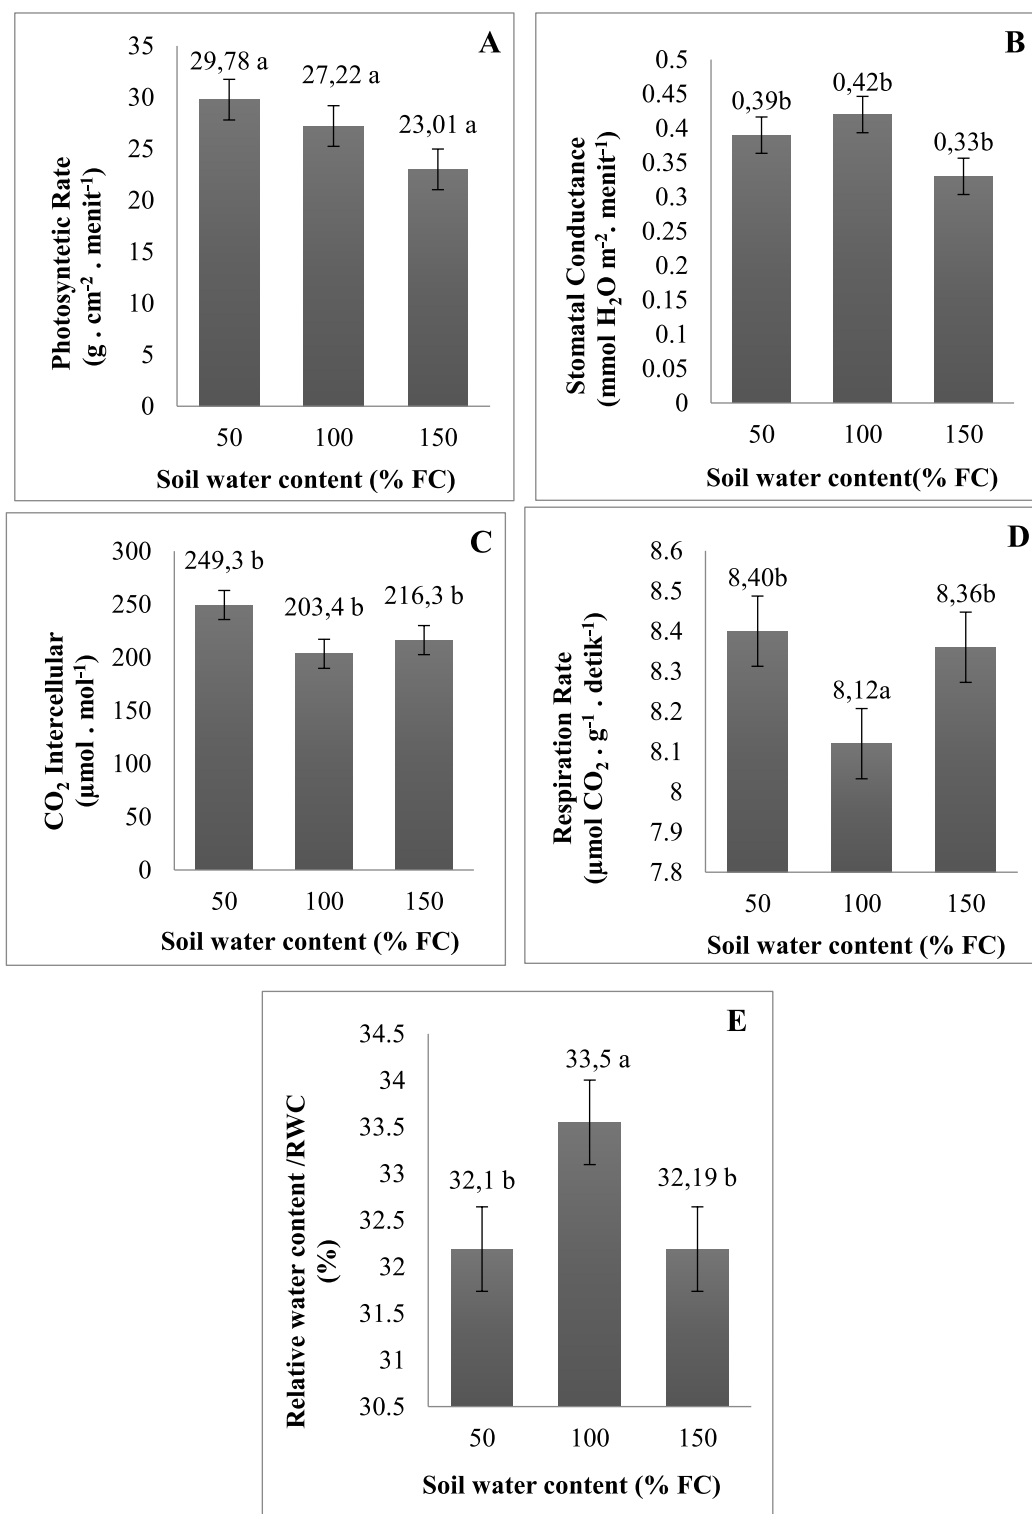 A
35
30
25
20
15
10
5
0
29,78 a
27,22 a
23,01 a
50 100 150
Soil water content (% FC)
Photosyntetic Rate
(g . cm⁻² . menit⁻¹)
B
0.5
0.45
0.4
0.35
0.3
0.25
0.2
0.15
0.1
0.05
0
0,39b
0,42b
0,33b
50 100 150
Soil water content(% FC)
Stomatal Conductance
(mmol H₂O m⁻². menit⁻¹)
C
300
250
200
150
100
50
0
249,3 b
203,4 b
216,3 b
50 100 150
Soil water content (% FC)
CO₂ Intercellular
(µmol . mol⁻¹)
D
8.6
8.5
8.4
8.3
8.2
8.1
8
7.9
7.8
8,40b
8,12a
8,36b
50 100 150
Soil water content (% FC)
Respiration Rate
(µmol CO₂ . g⁻¹ . detik⁻¹)
E
34.5
34
33.5
33
32.5
32
31.5
31
30.5
32,1 b
33,5 a
32,19 b
50 100 150
Soil water content (% FC)
Relative water content /RWC
(%)